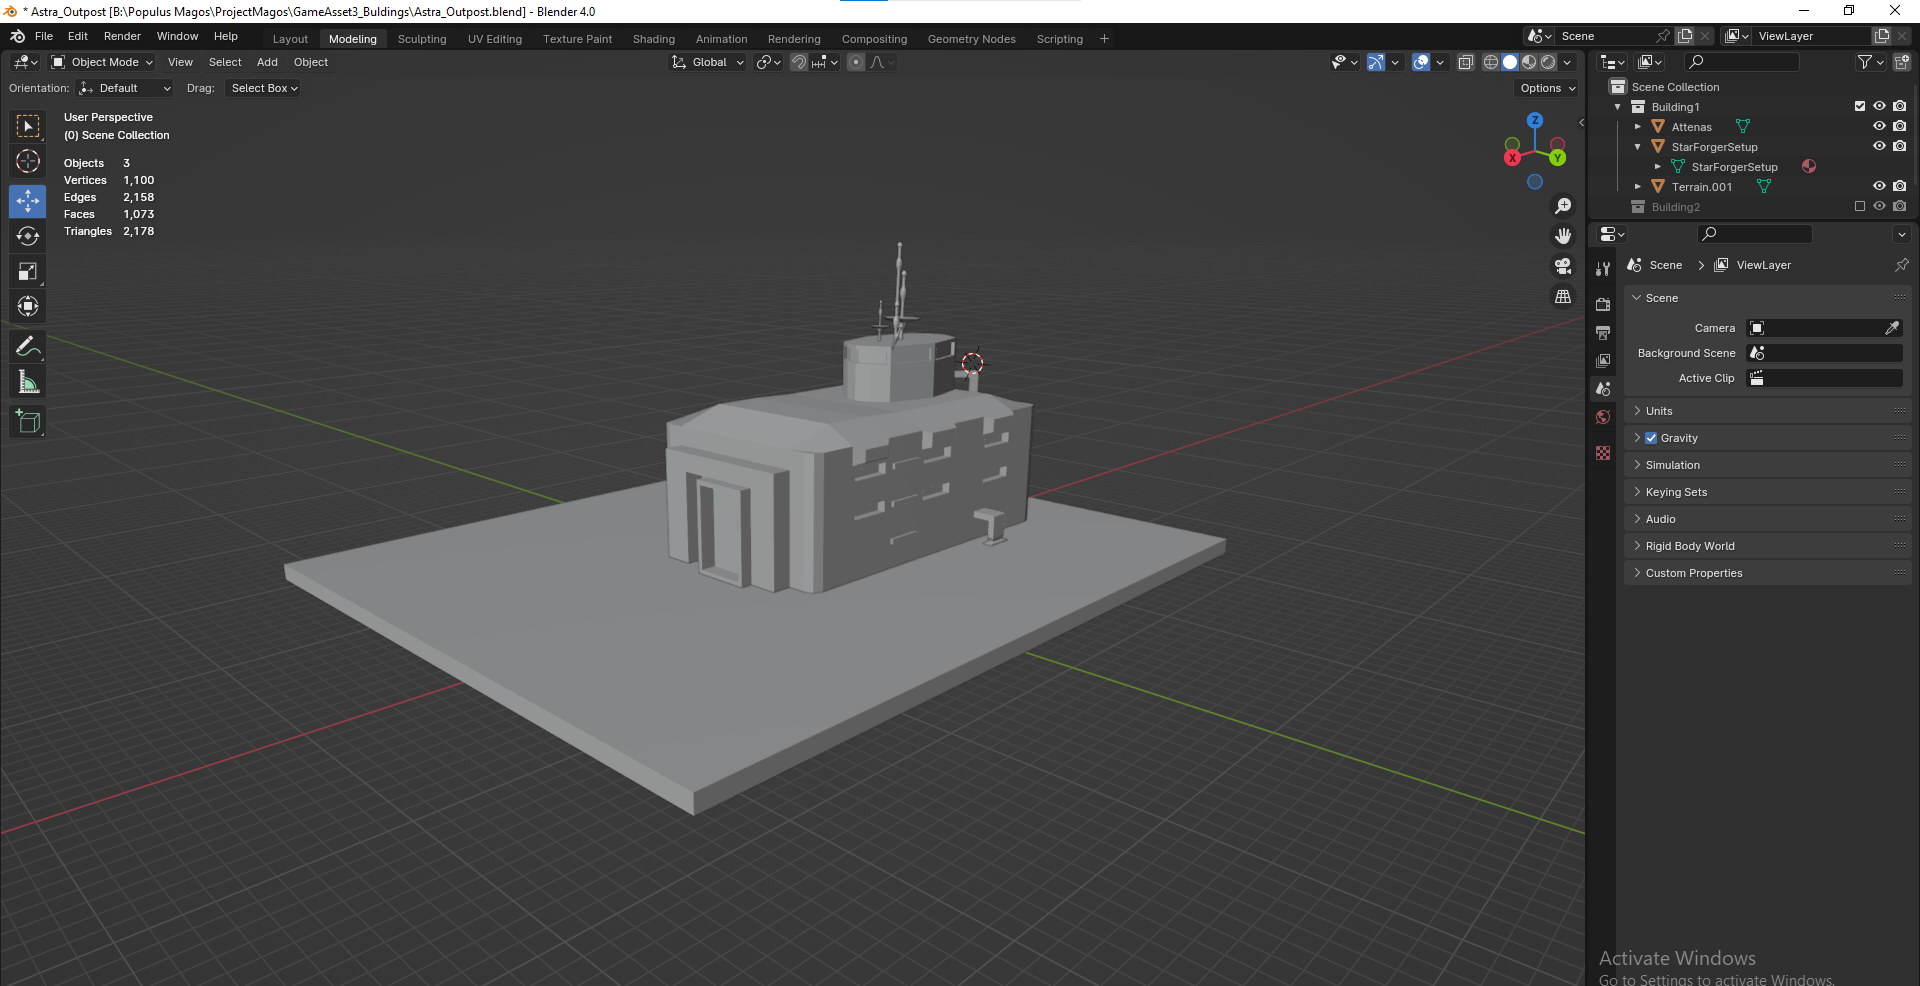 * Astra_Outpost [B:\Populus Magos\ProjectMagos\GameAsset3_Buldings\Astra_Outpost.blend] - Blender 4.0
File Edit Render Window Help Layout Modeling Sculpting UV Editing Texture Paint Shading Animation Rendering Compositing Geometry Nodes Scripting + Scene ViewLayer
Object Mode View Select Add Object Global
Orientation: Default Drag: Select Box Options
User Perspective
(0) Scene Collection
Objects 3
Vertices 1,100
Edges 2,158
Faces 1,073
Triangles 2,178
Z
X
Y
Scene Collection
Building1
Attenas
StarForgerSetup
StarForgerSetup
Terrain.001
Building2
Scene > ViewLayer
Scene
Camera
Background Scene
Active Clip
Units
Gravity
Simulation
Keying Sets
Audio
Rigid Body World
Custom Properties
Activate Windows
Go to Settings to activate Windows.